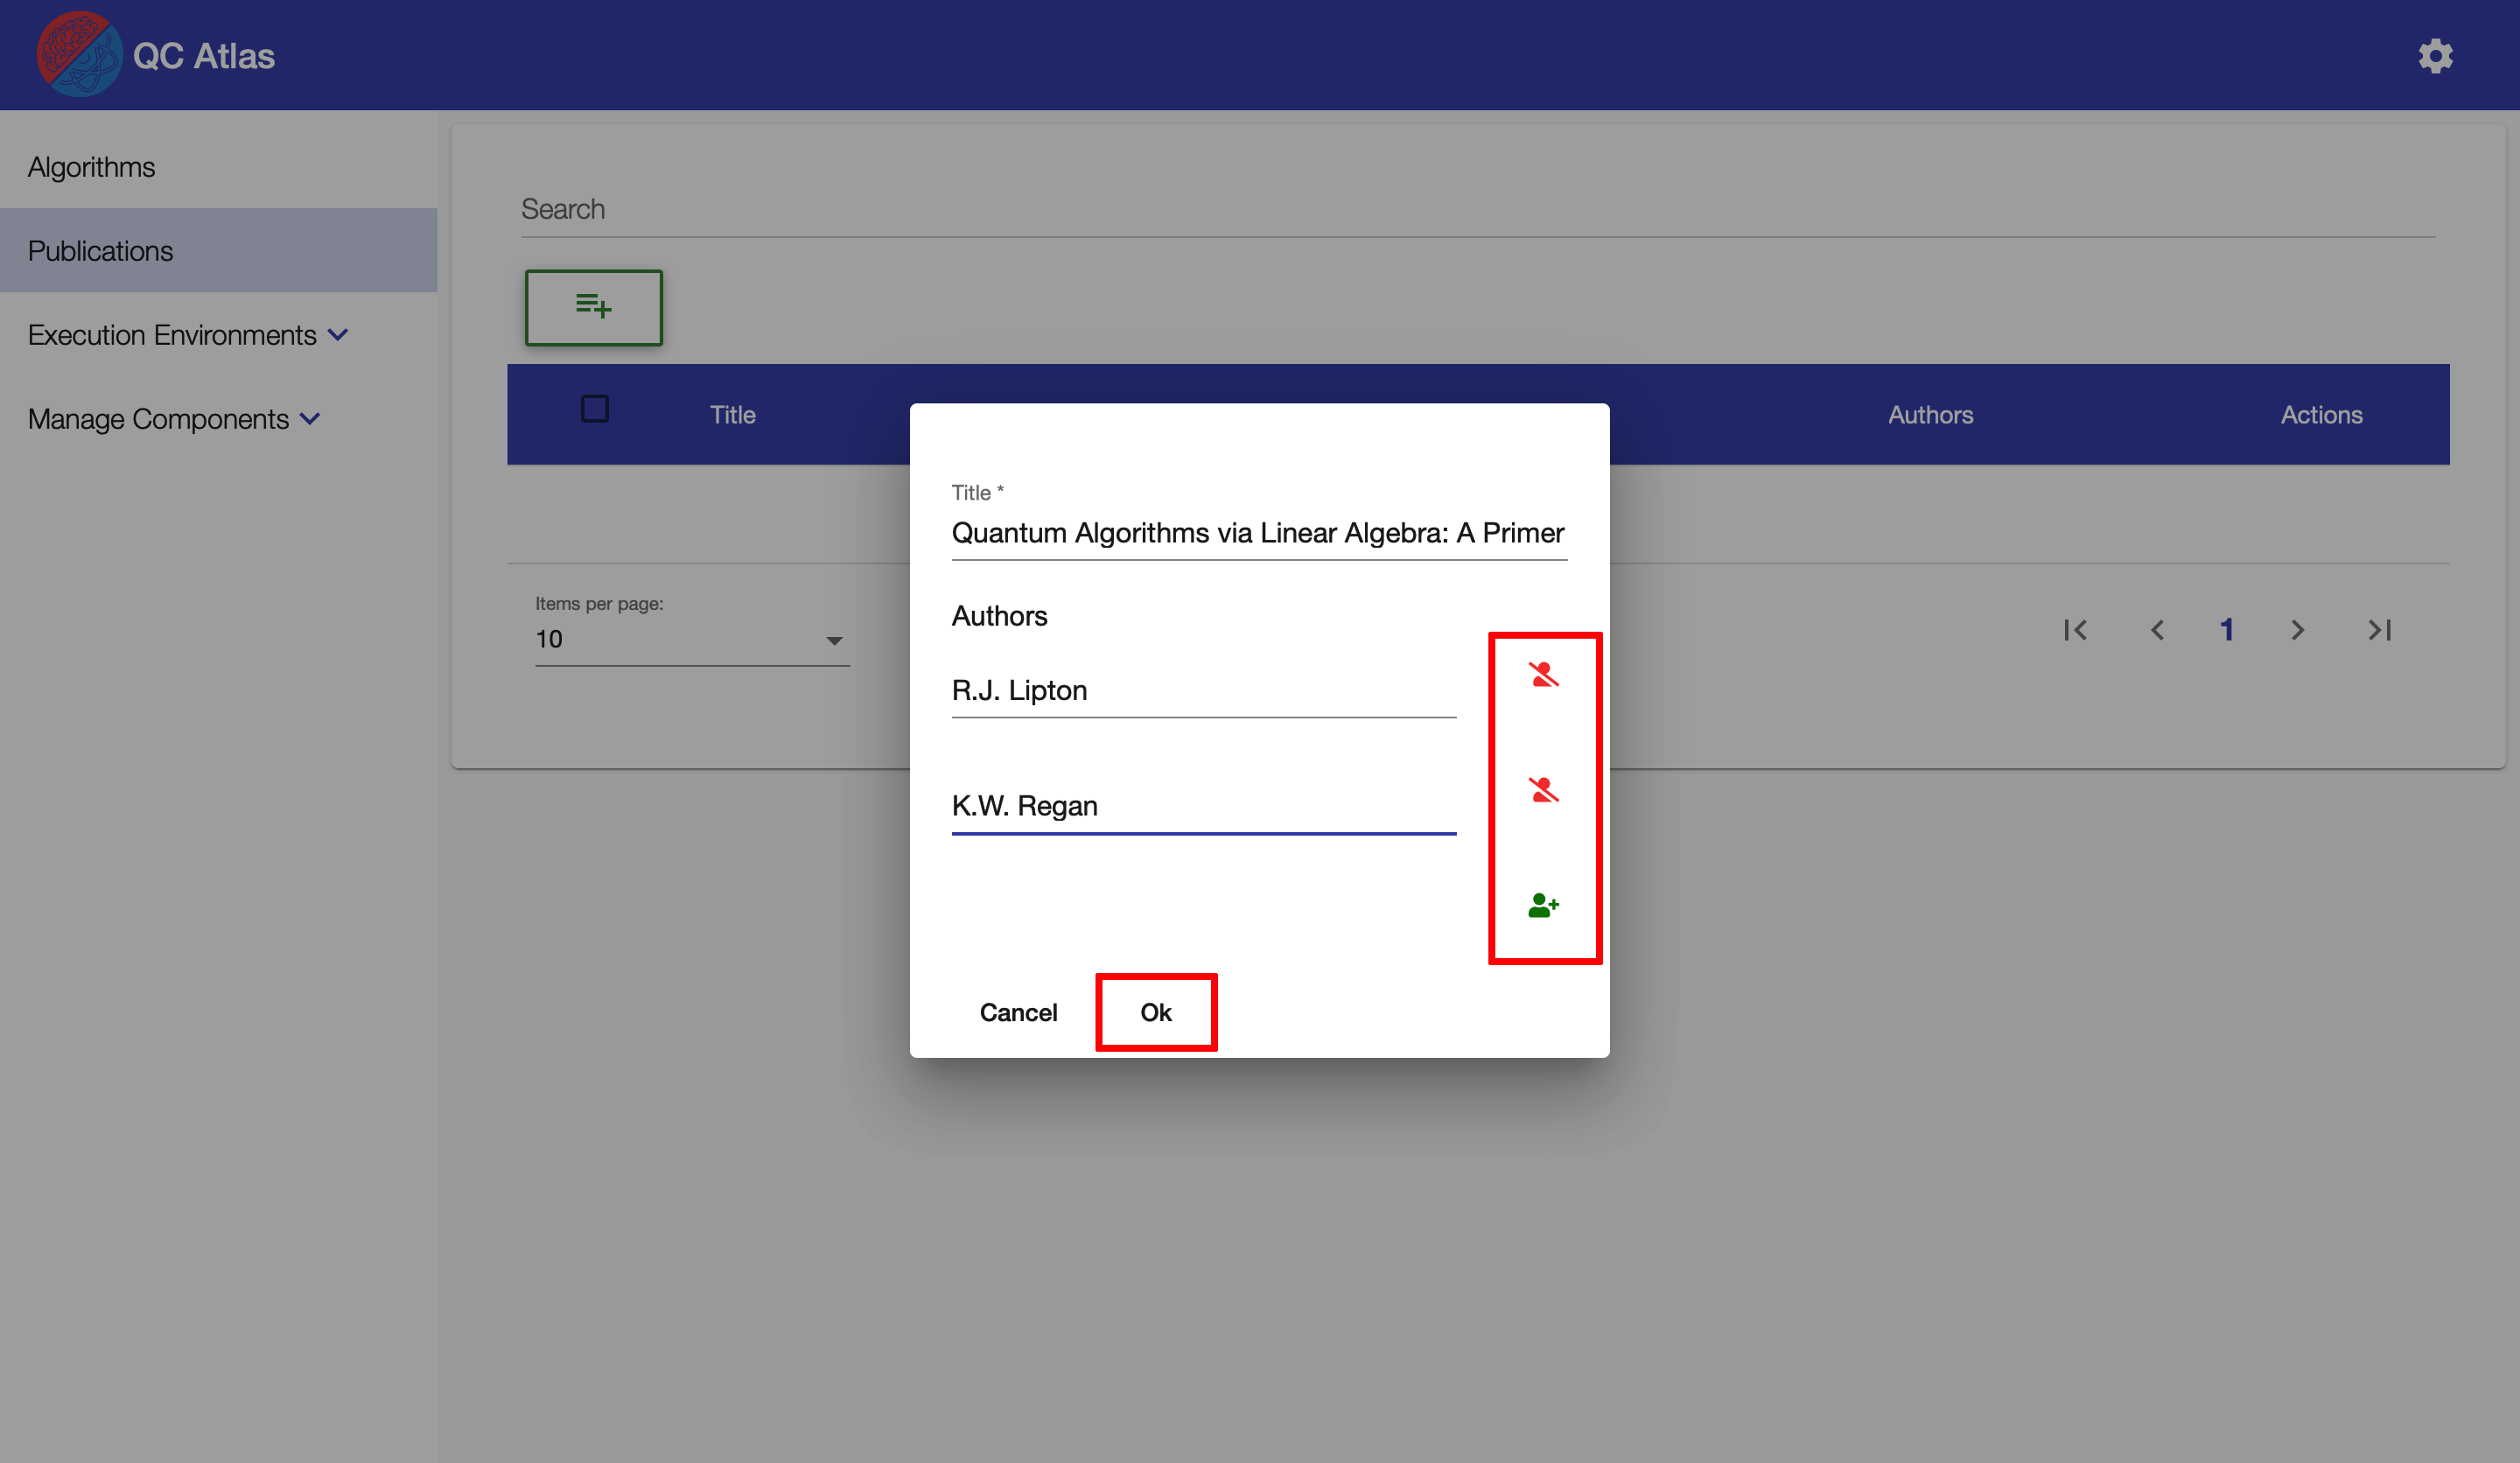 QC Atlas
Algorithms
Publications
Execution Environments
Manage Components
Search
Title Authors Actions
Items per page:
10
1
Title *
Quantum Algorithms via Linear Algebra: A Primer
Authors
R.J. Lipton
K.W. Regan
Cancel Ok